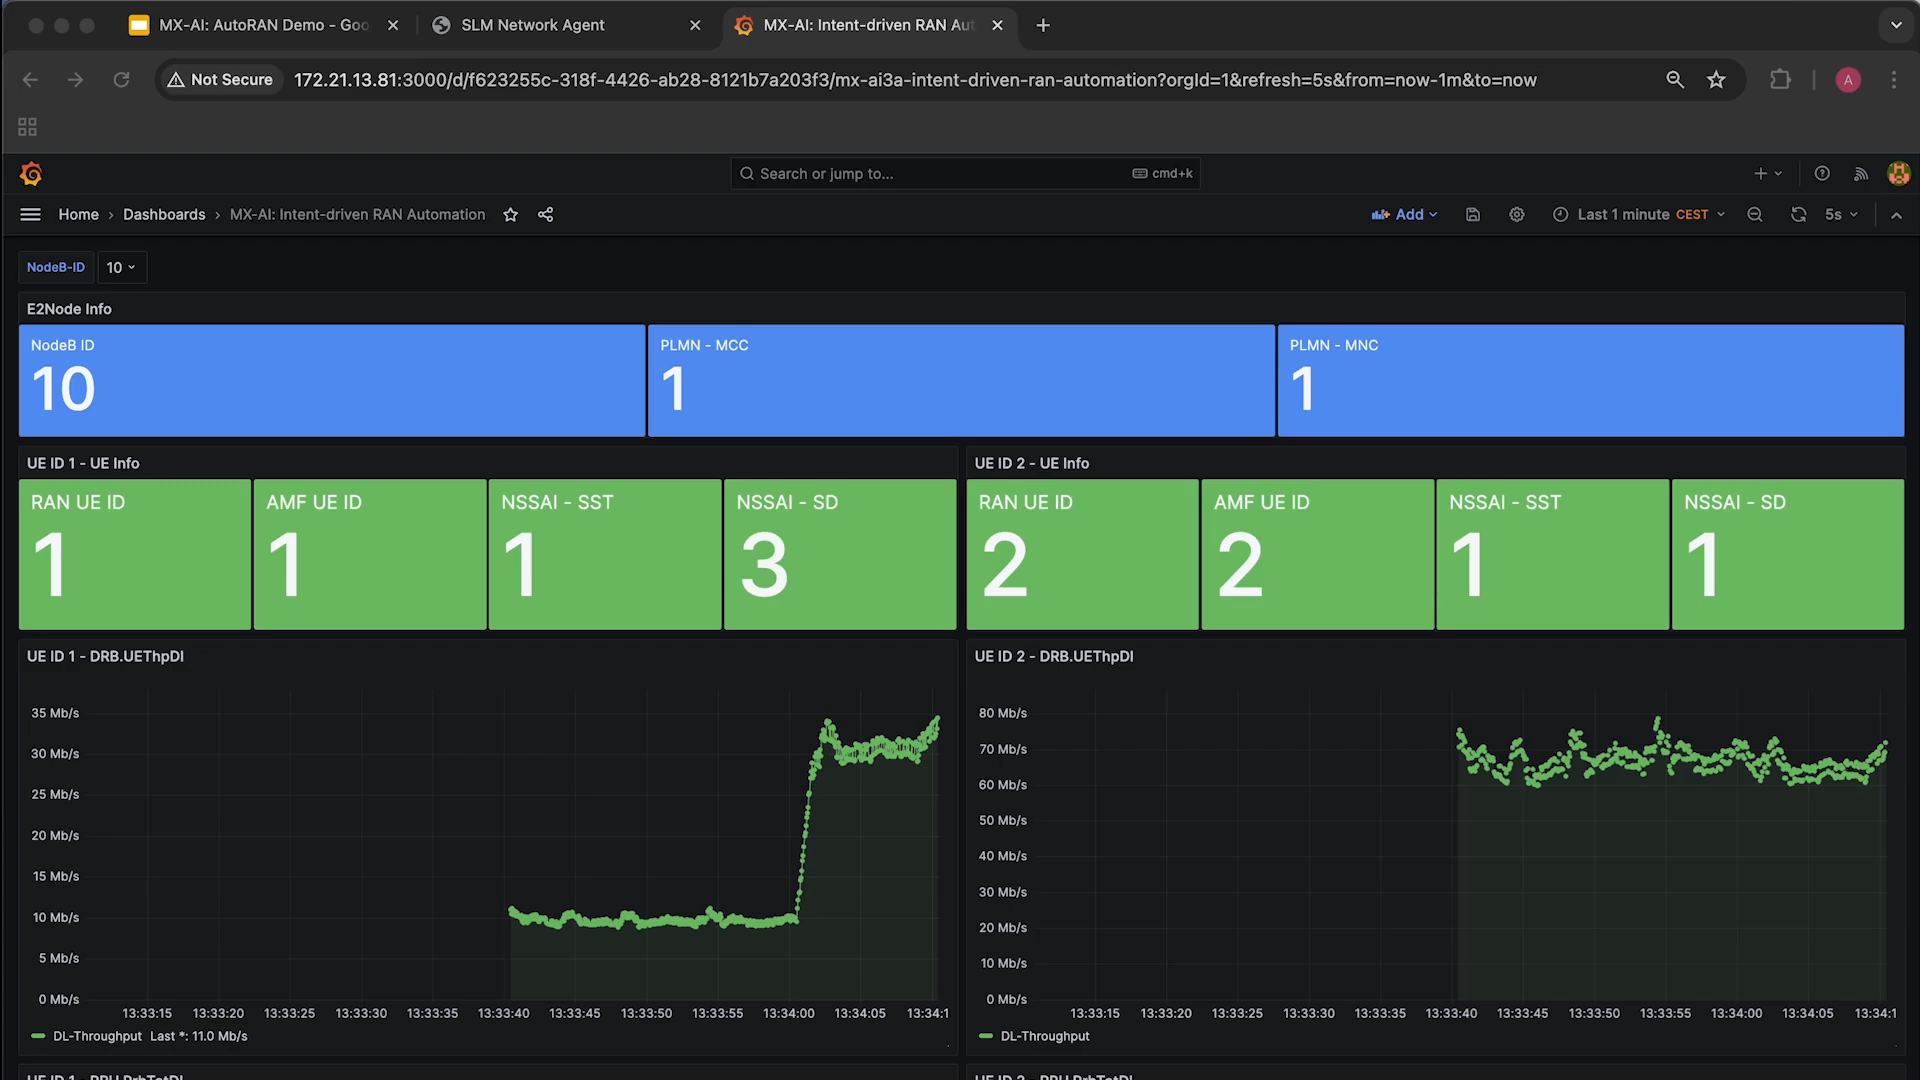 MX-AI: AutoRAN Demo - Goo
SLM Network Agent
MX-AI: Intent-driven RAN Aut
Not Secure
172.21.13.81:3000/d/f623255c-318f-4426-ab28-8121b7a203f3/mx-ai3a-intent-driven-ran-automation?orgId=1&refresh=5s&from=now-1m&to=now
A
Search or jump to...
cmd+k
Home › Dashboards › MX-AI: Intent-driven RAN Automation
Add
Last 1 minute CEST
5s
NodeB-ID
10
E2Node Info
NodeB ID
10
PLMN - MCC
1
PLMN - MNC
1
UE ID 1 - UE Info
RAN UE ID
1
AMF UE ID
1
NSSAI - SST
1
NSSAI - SD
3
UE ID 2 - UE Info
RAN UE ID
2
AMF UE ID
2
NSSAI - SST
1
NSSAI - SD
1
UE ID 1 - DRB.UEThpDl
35 Mb/s
30 Mb/s
25 Mb/s
20 Mb/s
15 Mb/s
10 Mb/s
5 Mb/s
0 Mb/s
13:33:15 13:33:20 13:33:25 13:33:30 13:33:35 13:33:40 13:33:45 13:33:50 13:33:55 13:34:00 13:34:05 13:34:1
DL-Throughput Last *: 11.0 Mb/s
UE ID 2 - DRB.UEThpDl
80 Mb/s
70 Mb/s
60 Mb/s
50 Mb/s
40 Mb/s
30 Mb/s
20 Mb/s
10 Mb/s
0 Mb/s
13:33:15 13:33:20 13:33:25 13:33:30 13:33:35 13:33:40 13:33:45 13:33:50 13:33:55 13:34:00 13:34:05 13:34:1
DL-Throughput
UE ID 1 - RRU.PrbTotDl
UE ID 2 - RRU.PrbTotDl